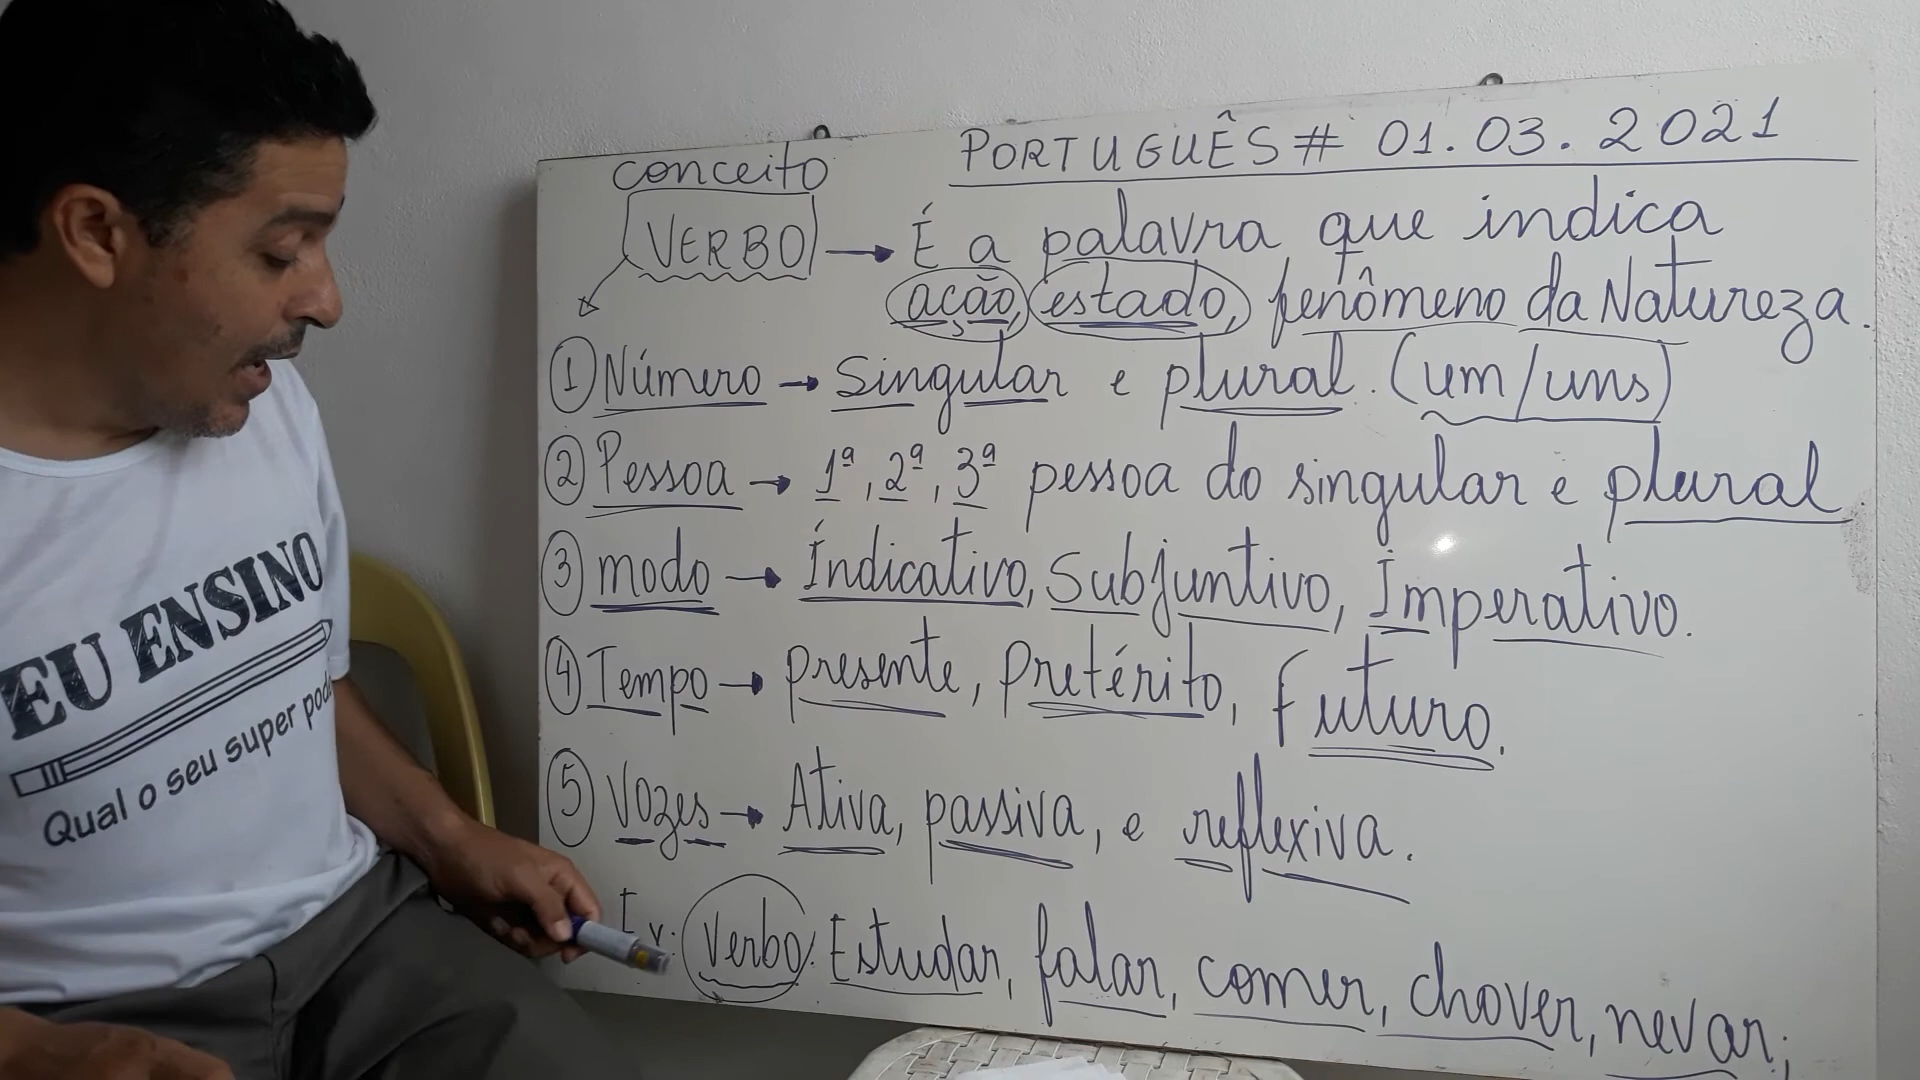 PORTUGUÊS # 01.03.2021
conceito
VERBO → É a palavra que indica
ação, estado, fenômeno da Natureza.
① Número → Singular e plural. (um/uns)
② Pessoa → 1ª, 2ª, 3ª pessoa do singular e plural.
③ modo → Indicativo, Subjuntivo, Imperativo.
④ Tempo → presente, Pretérito, Futuro.
⑤ Vozes → Ativa, passiva, e reflexiva.
Ex: Verbo: Estudar, falar, comer, chover, nevar;
EU ENSINO
Qual o seu super pode